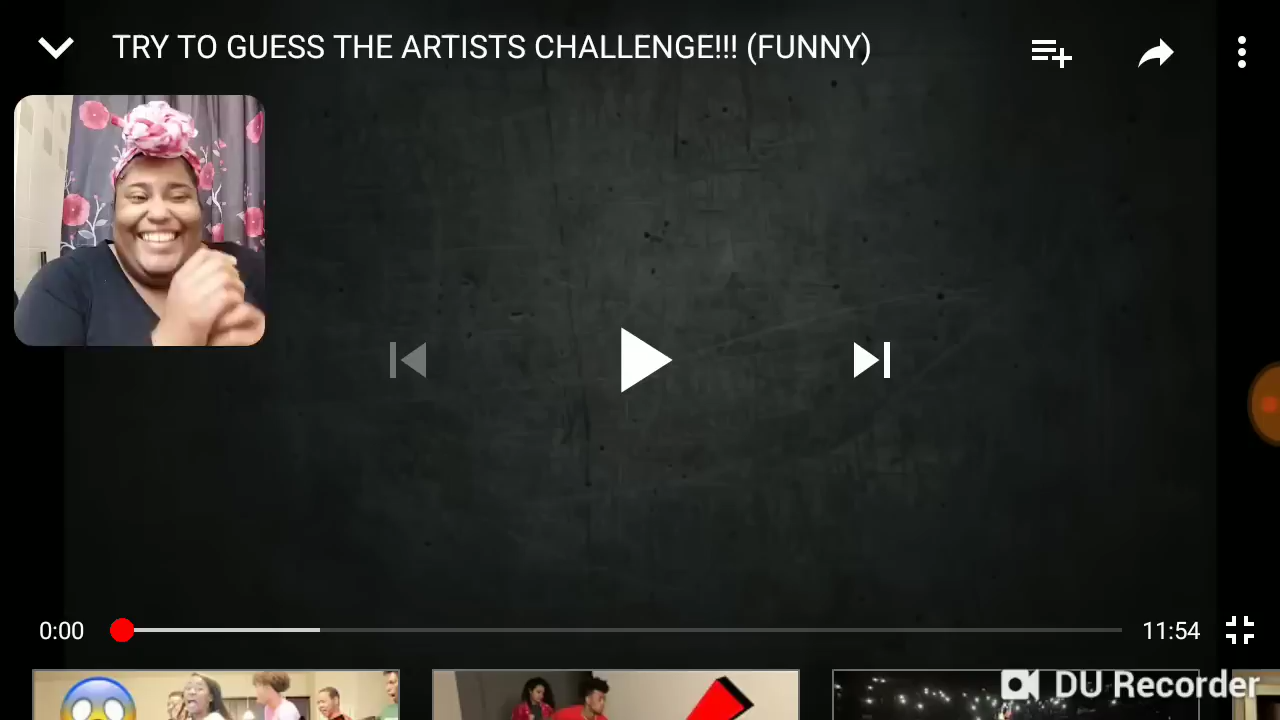 TRY TO GUESS THE ARTISTS CHALLENGE!!! (FUNNY)
0:00
11:54
DU Recorder